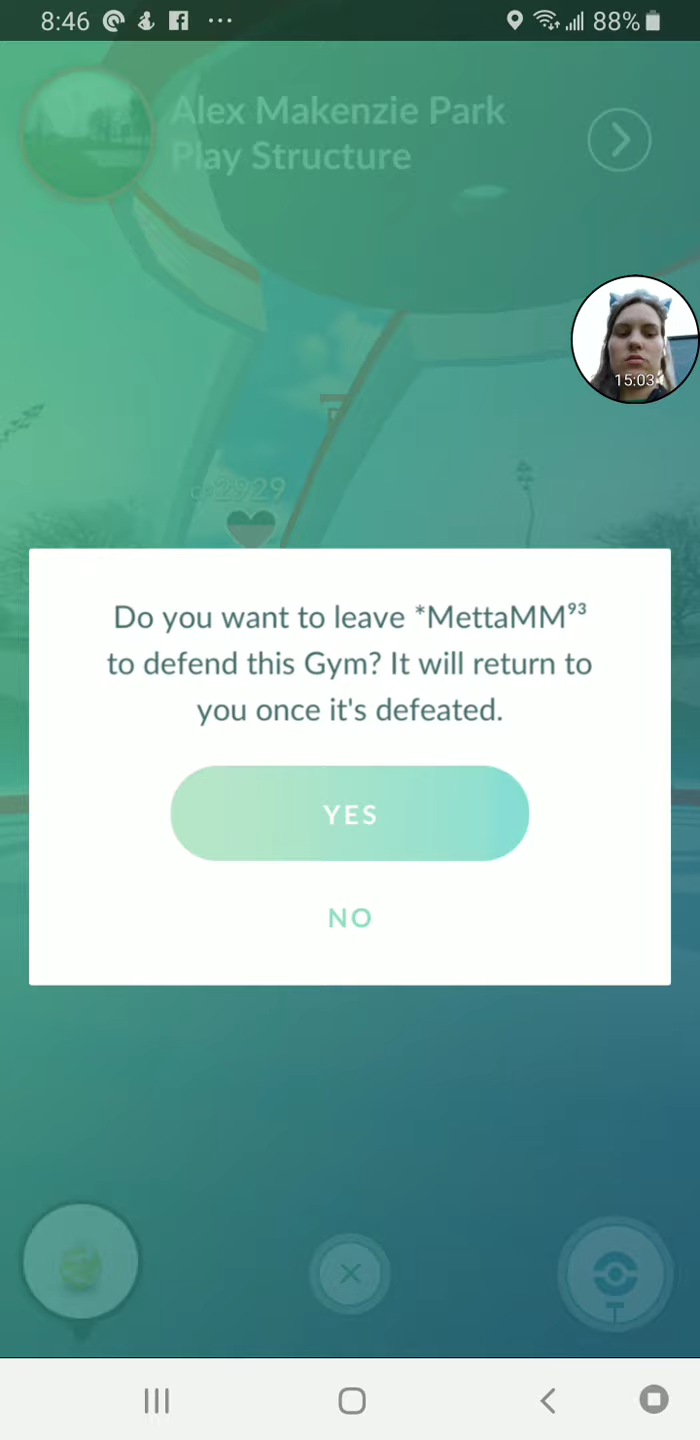 8:46
88%
Alex Makenzie Park
Play Structure
15:03
Do you want to leave *MettaMM⁹³
to defend this Gym? It will return to
you once it's defeated.
YES
NO